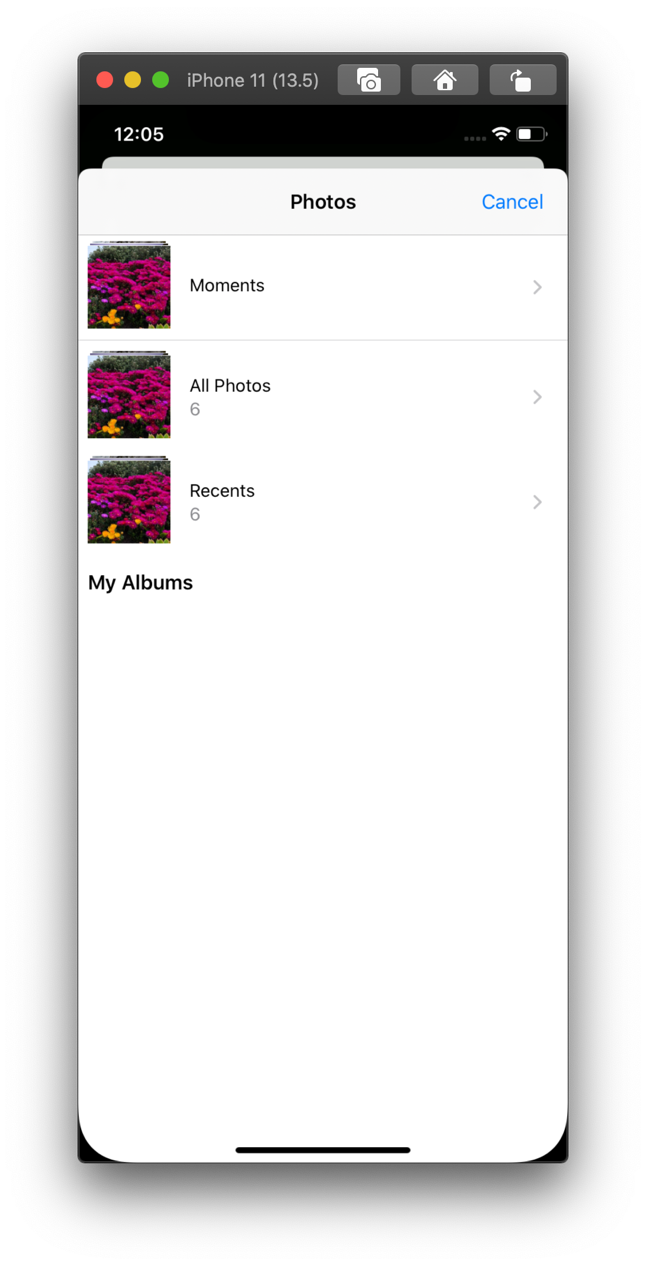 iPhone 11 (13.5)
12:05
Photos
Cancel
Moments
All Photos
6
Recents
6
My Albums